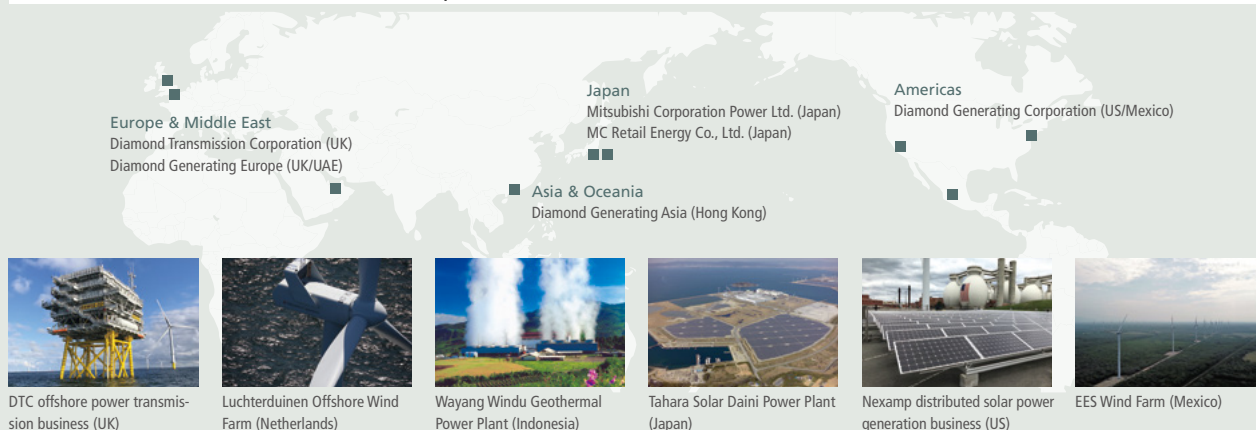 Europe & Middle East
Diamond Transmission Corporation (UK)
Diamond Generating Europe (UK/UAE)
Japan
Mitsubishi Corporation Power Ltd. (Japan)
MC Retail Energy Co., Ltd. (Japan)
Asia & Oceania
Diamond Generating Asia (Hong Kong)
Americas
Diamond Generating Corporation (US/Mexico)
DTC offshore power transmis-
sion business (UK)
Luchterduinen Offshore Wind
Farm (Netherlands)
Wayang Windu Geothermal
Power Plant (Indonesia)
Tahara Solar Daini Power Plant
(Japan)
Nexamp distributed solar power
generation business (US)
EES Wind Farm (Mexico)